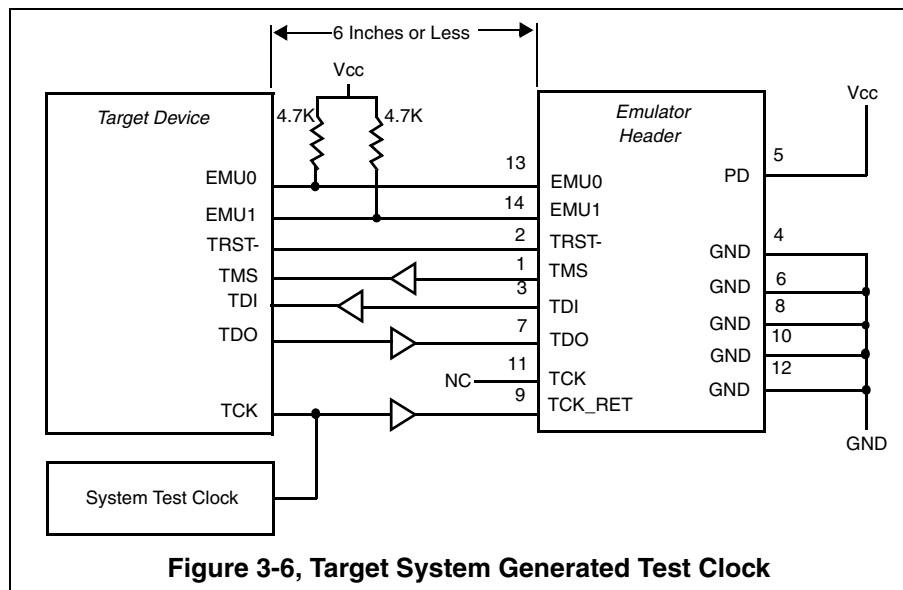 6 Inches or Less
Vcc
4.7K
4.7K
Target Device
EMU0
EMU1
TRST-
TMS
TDI
TDO
TCK
System Test Clock
13
14
2
1
3
7
NC
11
9
Emulator
Header
EMU0
EMU1
TRST-
TMS
TDI
TDO
TCK
TCK_RET
PD
GND
GND
GND
GND
GND
5
4
6
8
10
12
Vcc
GND
Figure 3-6, Target System Generated Test Clock